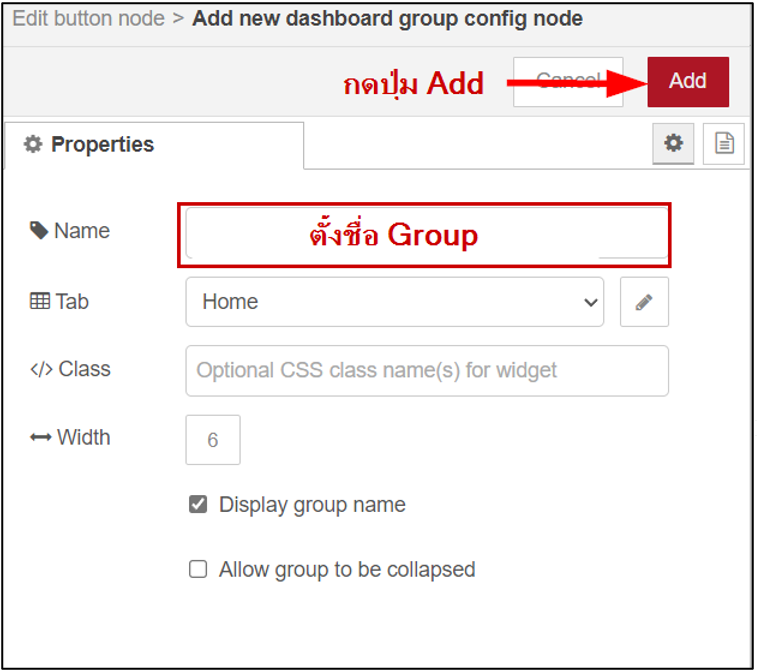 Edit button node > Add new dashboard group config node
กดปุ่ม Add Cancel Add
Properties
Name ตั้งชื่อ Group
Tab Home
</> Class Optional CSS class name(s) for widget
Width 6
Display group name
Allow group to be collapsed